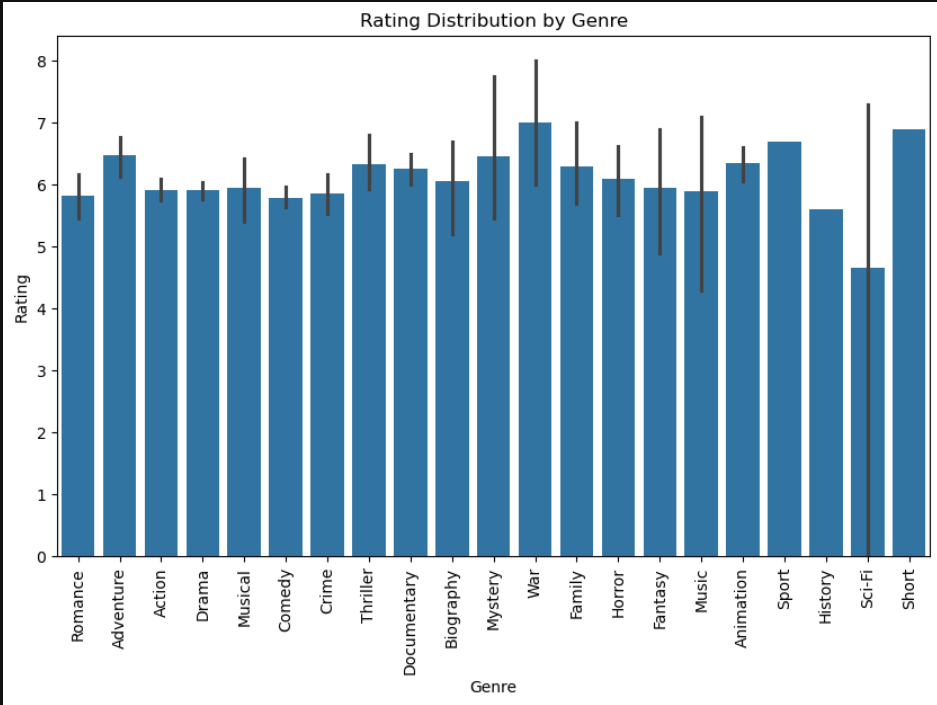 Rating Distribution by Genre
Rating
8
7
6
5
4
3
2
1
0
Romance
Adventure
Action
Drama
Musical
Comedy
Crime
Thriller
Documentary
Biography
Mystery
War
Family
Horror
Fantasy
Music
Animation
Sport
History
Sci-Fi
Short
Genre